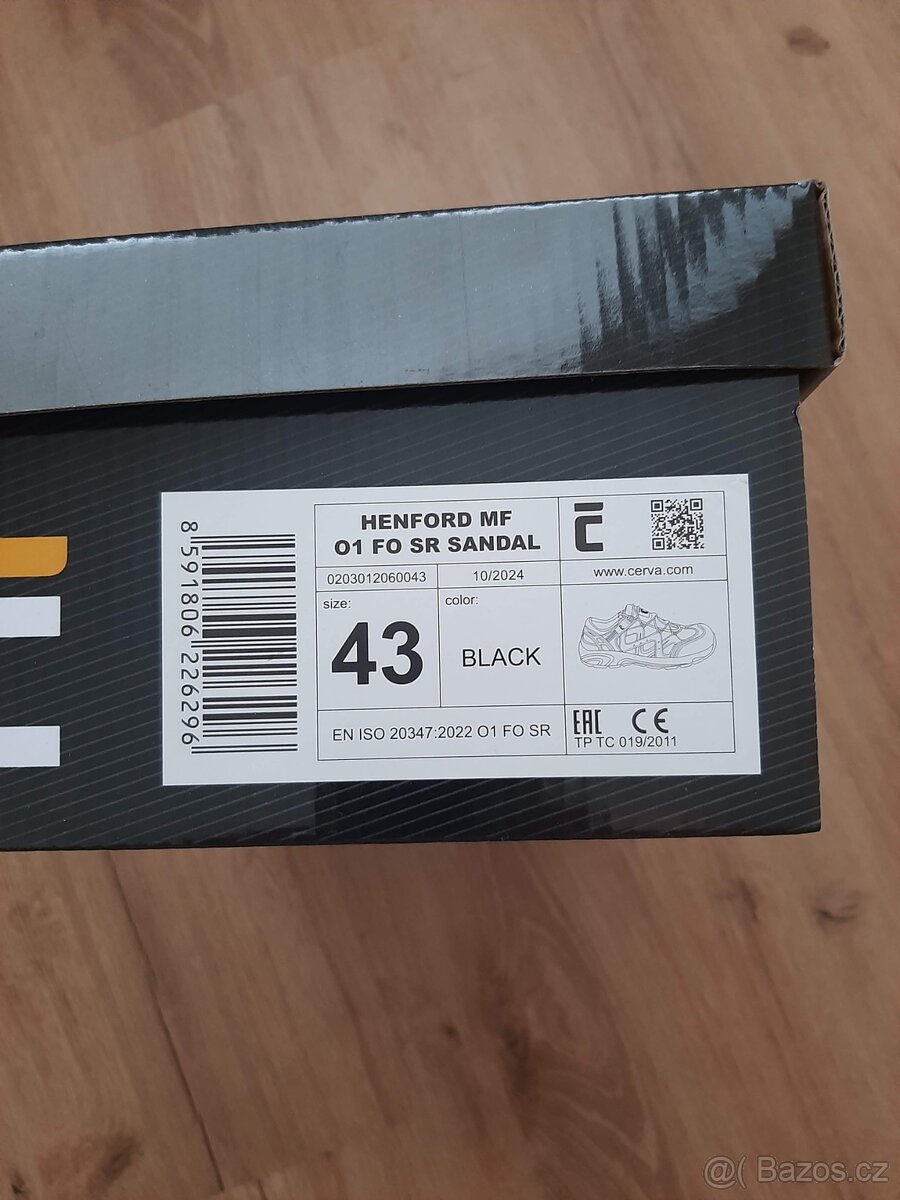 HENFORD MF
O1 FO SR SANDAL
0203012060043
10/2024
www.cerva.com
size:
43
color:
BLACK
EN ISO 20347:2022 O1 FO SR
EAC CE
TP TC 019/2011
8 591806 226296
@( Bazos.cz